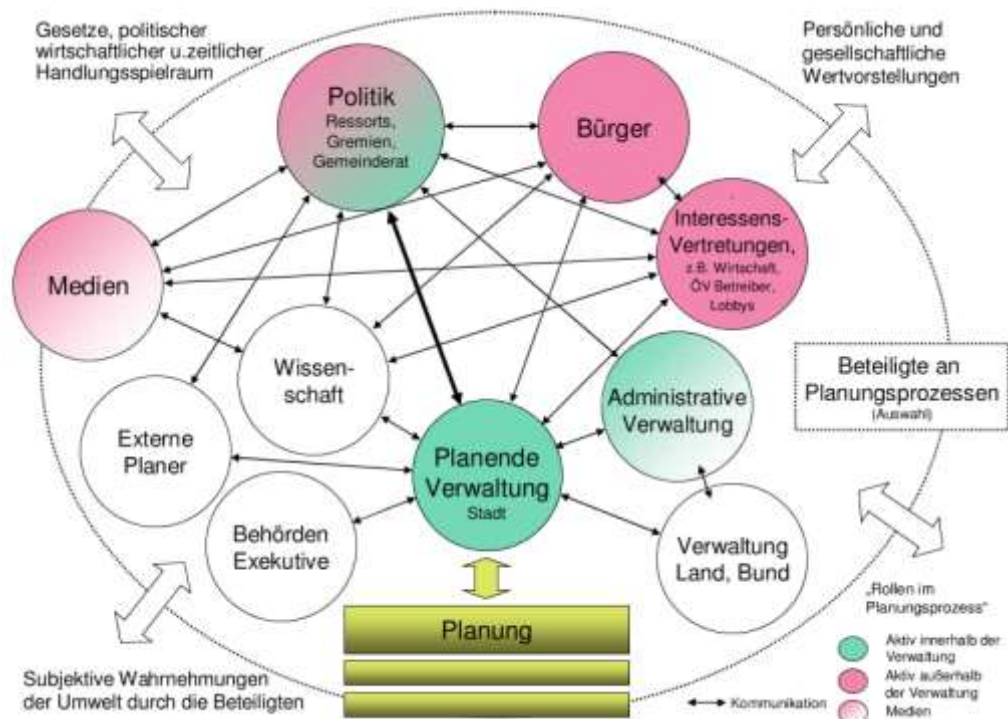 Gesetze, politischer
wirtschaftlicher u.zeitlicher
Handlungsspielraum
Persönliche und
gesellschaftliche
Wertvorstellungen
Politik
Ressorts,
Gremien,
Gemeinderat
Bürger
Interessens-
Vertretungen,
z.B. Wirtschaft,
ÖV Betreiber,
Lobbys
Medien
Wissen-
schaft
Administrative
Verwaltung
Beteiligte an
Planungsprozessen
(Auswahl)
Externe
Planer
Planende
Verwaltung
Stadt
Behörden
Exekutive
Verwaltung
Land, Bund
Planung
„Rollen im
Planungsprozess“
Aktiv innerhalb der
Verwaltung
Aktiv außerhalb
der Verwaltung
Medien
Subjektive Wahrnehmungen
der Umwelt durch die Beteiligten
Kommunikation